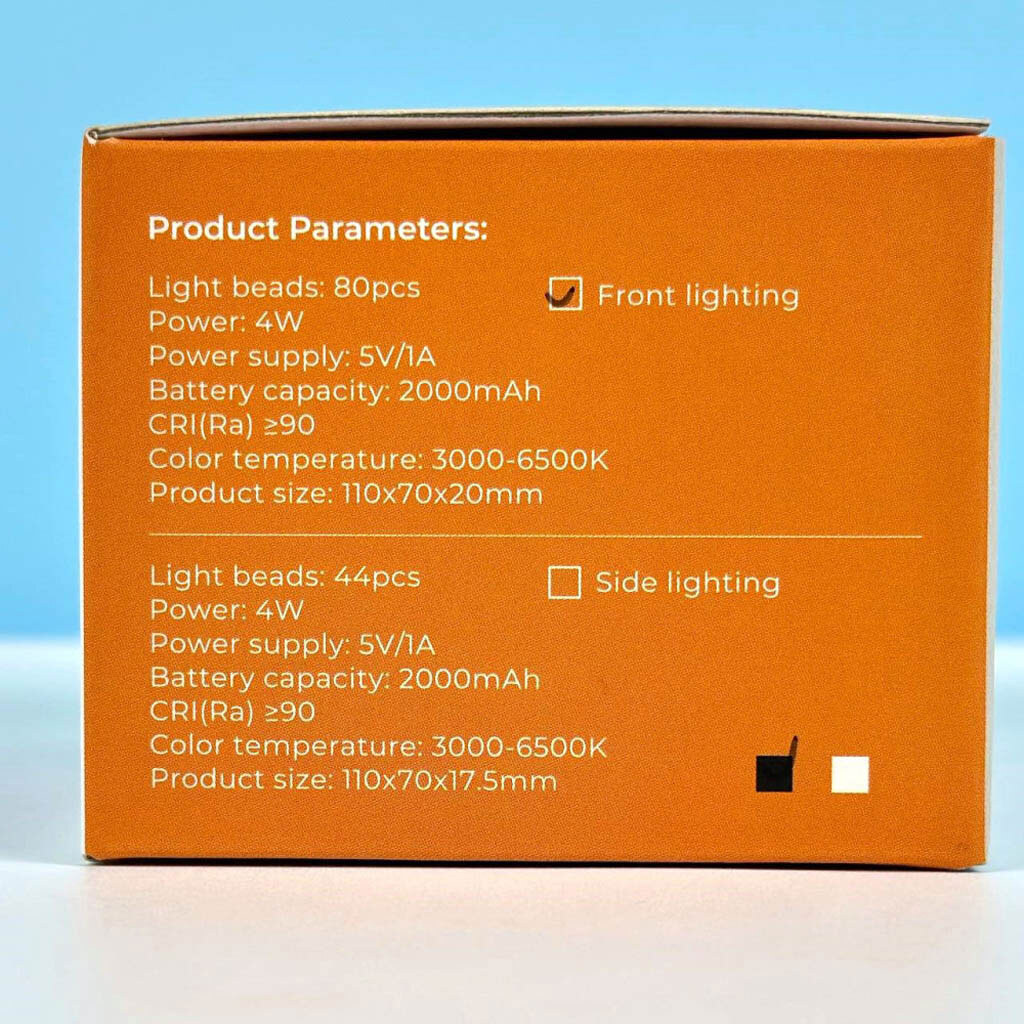 Product Parameters:
Light beads: 80pcs
Front lighting
Power: 4W
Power supply: 5V/1A
Battery capacity: 2000mAh
CRI(Ra) ≥90
Color temperature: 3000-6500K
Product size: 110x70x20mm
Light beads: 44pcs
Side lighting
Power: 4W
Power supply: 5V/1A
Battery capacity: 2000mAh
CRI(Ra) ≥90
Color temperature: 3000-6500K
Product size: 110x70x17.5mm